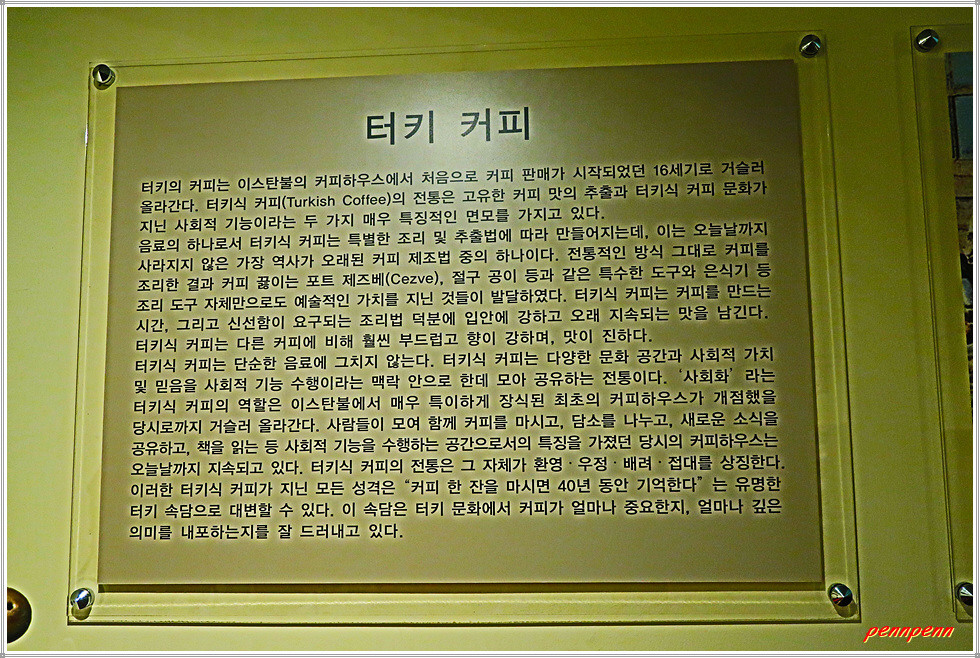 터키 커피
터키의 커피는 이스탄불의 커피하우스에서 처음으로 커피 판매가 시작되었던 16세기로 거슬러
올라간다. 터키식 커피(Turkish Coffee)의 전통은 고유한 커피 맛의 추출과 터키식 커피 문화가
지닌 사회적 기능이라는 두 가지 매우 특징적인 면모를 가지고 있다.
음료의 하나로서 터키식 커피는 특별한 조리 및 추출법에 따라 만들어지는데, 이는 오늘날까지
사라지지 않은 가장 역사가 오래된 커피 제조법 중의 하나이다. 전통적인 방식 그대로 커피를
조리한 결과 커피 끓이는 포트 제즈베(Cezve), 절구 공이 등과 같은 특수한 도구와 은식기 등
조리 도구 자체만으로도 예술적인 가치를 지닌 것들이 발달하였다. 터키식 커피는 커피를 만드는
시간, 그리고 신선함이 요구되는 조리법 덕분에 입안에 강하고 오래 지속되는 맛을 남긴다.
터키식 커피는 다른 커피에 비해 훨씬 부드럽고 향이 강하며, 맛이 진하다.
터키식 커피는 단순한 음료에 그치지 않는다. 터키식 커피는 다양한 문화 공간과 사회적 가치
및 믿음을 사회적 기능 수행이라는 맥락 안으로 한데 모아 공유하는 전통이다. ‘사회화’ 라는
터키식 커피의 역할은 이스탄불에서 매우 특이하게 장식된 최초의 커피하우스가 개점했을
당시로까지 거슬러 올라간다. 사람들이 모여 함께 커피를 마시고, 담소를 나누고, 새로운 소식을
공유하고, 책을 읽는 등 사회적 기능을 수행하는 공간으로서의 특징을 가졌던 당시의 커피하우스는
오늘날까지 지속되고 있다. 터키식 커피의 전통은 그 자체가 환영·우정·배려·접대를 상징한다.
이러한 터키식 커피가 지닌 모든 성격은 “커피 한 잔을 마시면 40년 동안 기억한다” 는 유명한
터키 속담으로 대변할 수 있다. 이 속담은 터키 문화에서 커피가 얼마나 중요한지, 얼마나 깊은
의미를 내포하는지를 잘 드러내고 있다.
pennpenn